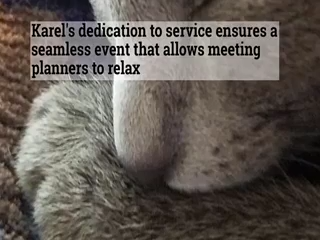 Karel's dedication to service ensures a
seamless event that allows meeting
planners to relax